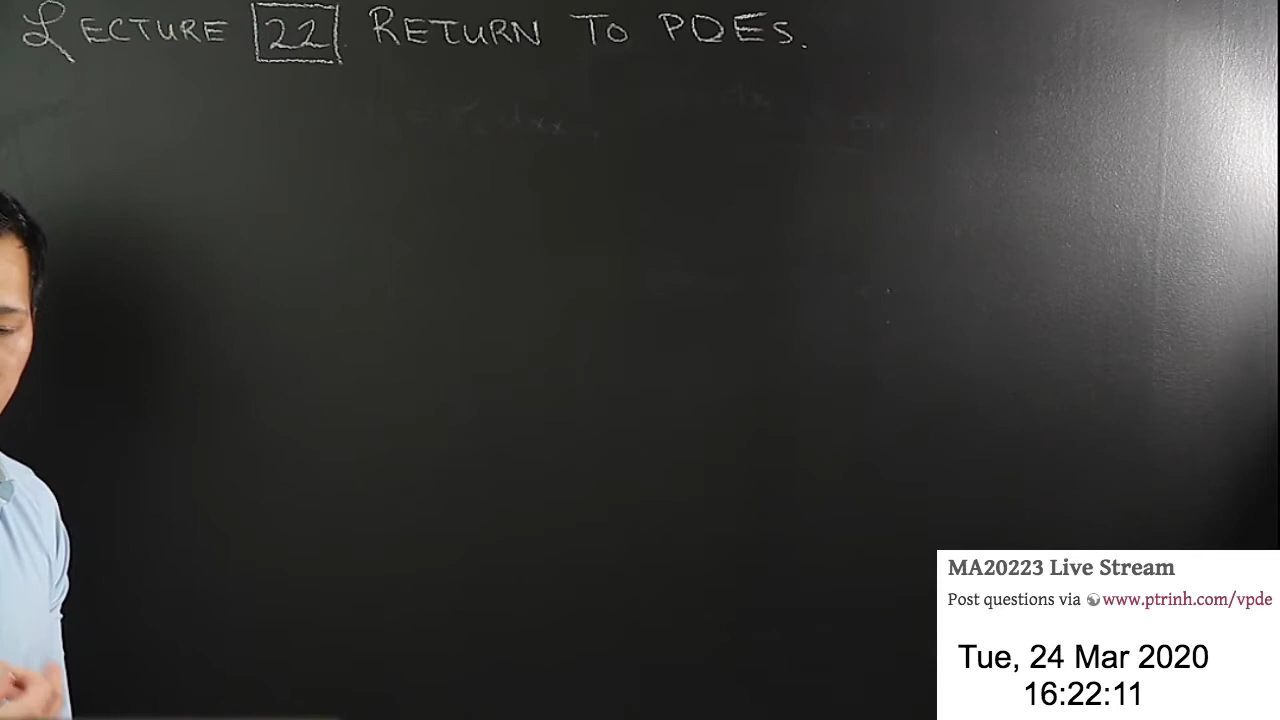 LECTURE 22 RETURN TO PDEs.
MA20223 Live Stream
Post questions via www.ptrinh.com/vpde
Tue, 24 Mar 2020
16:22:11